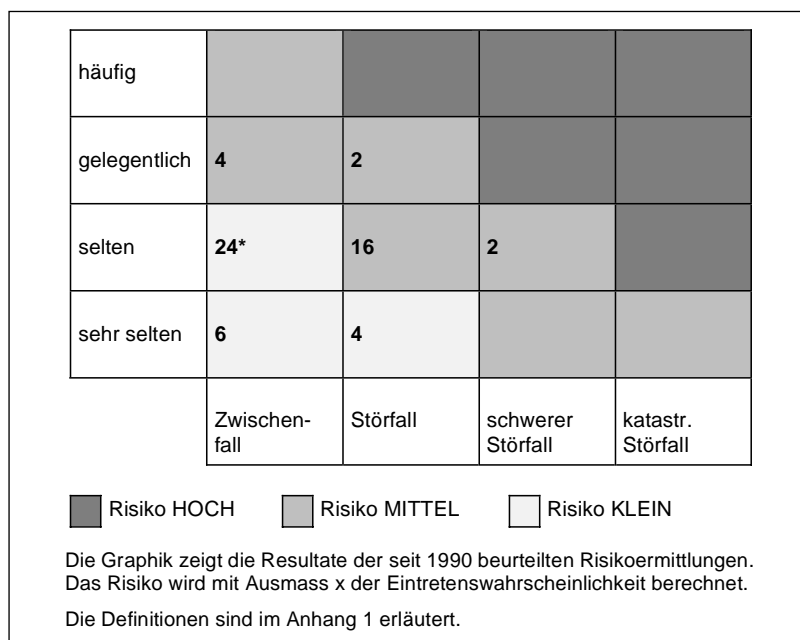 häufig
gelegentlich 4 2
selten 24* 16 2
sehr selten 6 4
Zwischen- Störfall schwerer katastr.
fall Störfall Störfall
Risiko HOCH Risiko MITTEL Risiko KLEIN
Die Graphik zeigt die Resultate der seit 1990 beurteilten Risikoermittlungen.
Das Risiko wird mit Ausmass x der Eintretenswahrscheinlichkeit berechnet.
Die Definitionen sind im Anhang 1 erläutert.